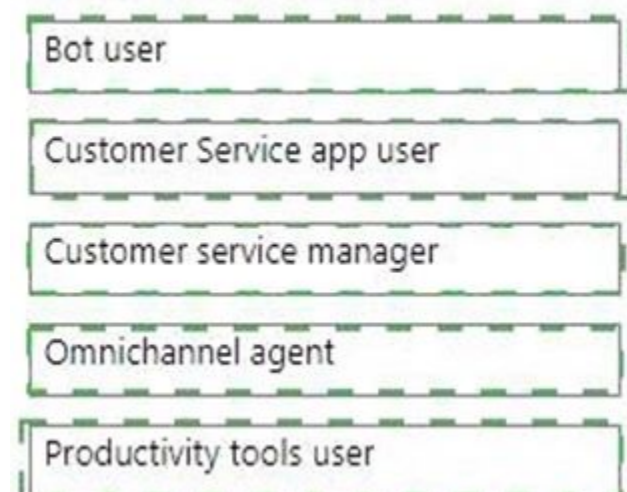 Bot user
Customer Service app user
Customer service manager
Omnichannel agent
Productivity tools user